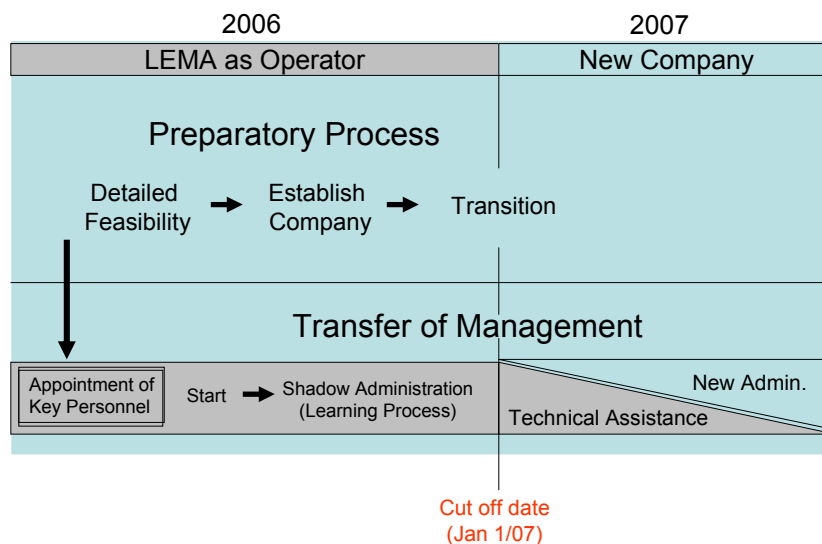 2006
2007
LEMA as Operator
New Company
Preparatory Process
Detailed
Feasibility
Establish
Company
Transition
Transfer of Management
Appointment of
Key Personnel
Start
Shadow Administration
(Learning Process)
New Admin.
Technical Assistance
Cut off date
(Jan 1/07)